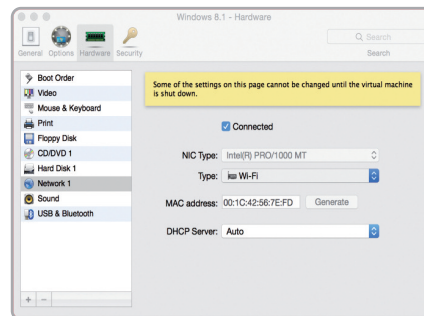 Windows 8.1 - Hardware
General Options Hardware Security
Search
Search
Boot Order
Video
Mouse & Keyboard
Print
Floppy Disk
CD/DVD 1
Hard Disk 1
Network 1
Sound
USB & Bluetooth
Some of the settings on this page cannot be changed until the virtual machine
is shut down.
Connected
NIC Type: Intel(R) PRO/1000 MT
Type: Wi-Fi
MAC address: 00:1C:42:56:7E:FD Generate
DHCP Server: Auto
+ −